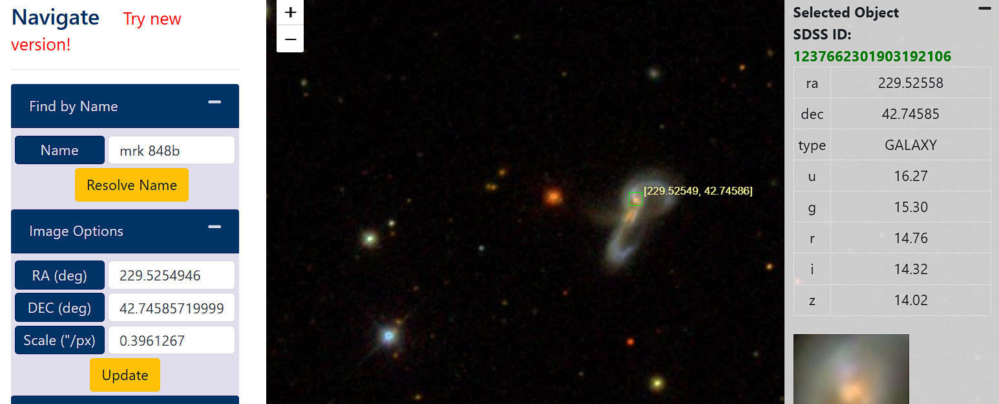 Navigate Try new
version!
Find by Name
Name mrk 848b
Resolve Name
Image Options
RA (deg) 229.5254946
DEC (deg) 42.74585719999
Scale ("/px) 0.3961267
Update
+
−
[229.52549, 42.74586]
Selected Object
SDSS ID:
1237662301903192106
ra 229.52558
dec 42.74585
type GALAXY
u 16.27
g 15.30
r 14.76
i 14.32
z 14.02